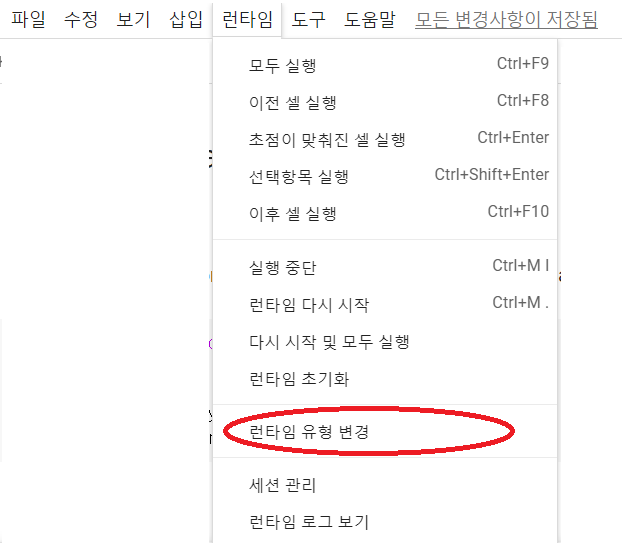 파일 수정 보기 삽입 런타임 도구 도움말 모든 변경사항이 저장됨
모두 실행 Ctrl+F9
이전 셀 실행 Ctrl+F8
초점이 맞춰진 셀 실행 Ctrl+Enter
선택항목 실행 Ctrl+Shift+Enter
이후 셀 실행 Ctrl+F10
실행 중단 Ctrl+M I
런타임 다시 시작 Ctrl+M .
다시 시작 및 모두 실행
런타임 초기화
런타임 유형 변경
세션 관리
런타임 로그 보기